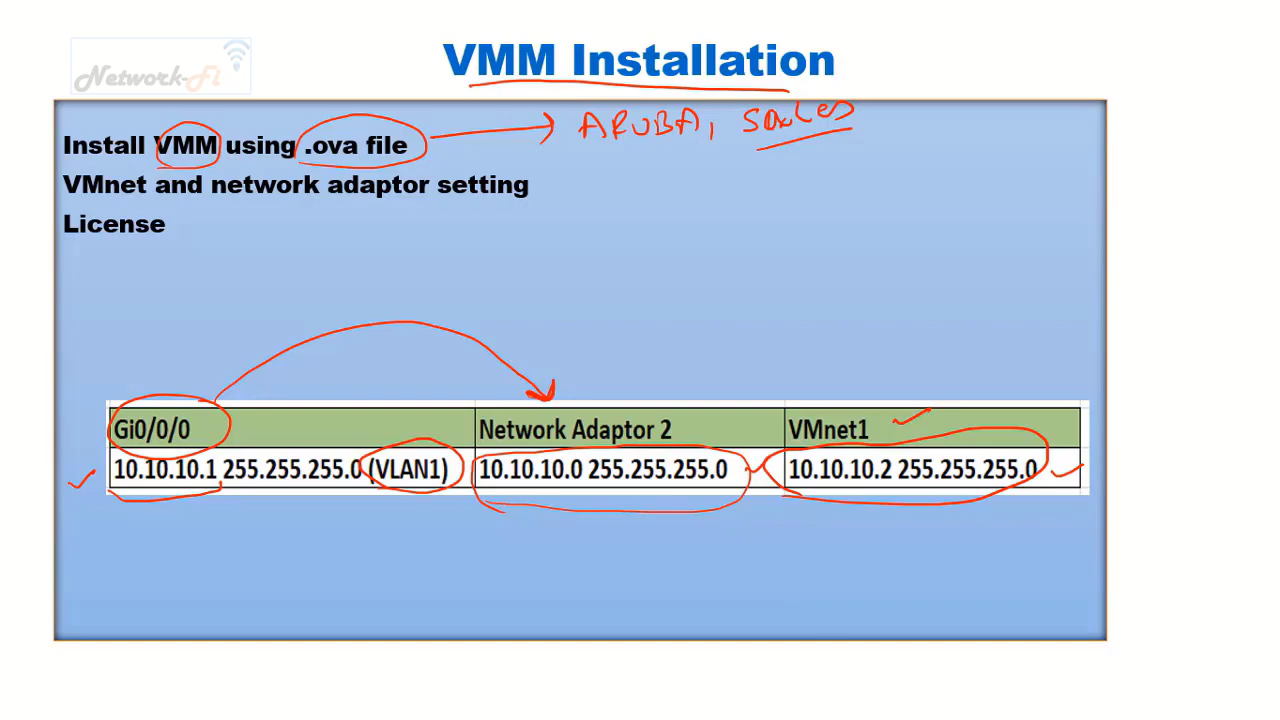 Network-Fi
VMM Installation
ARUBA, sales
Install VMM using .ova file
VMnet and network adaptor setting
License
Gi0/0/0 Network Adaptor 2 VMnet1
10.10.10.1 255.255.255.0 (VLAN1) 10.10.10.0 255.255.255.0 10.10.10.2 255.255.255.0